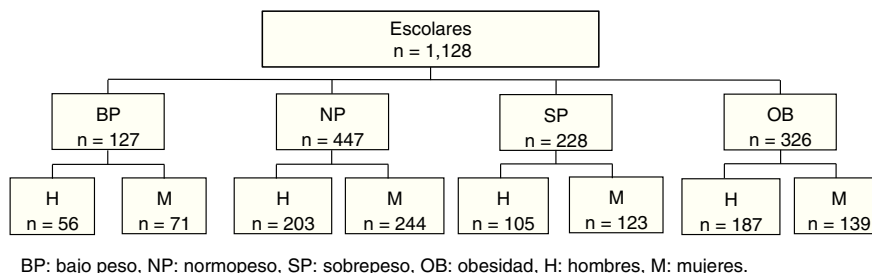 Escolares
n = 1,128
BP
n = 127
NP
n = 447
SP
n = 228
OB
n = 326
H
n = 56
M
n = 71
H
n = 203
M
n = 244
H
n = 105
M
n = 123
H
n = 187
M
n = 139
BP: bajo peso, NP: normopeso, SP: sobrepeso, OB: obesidad, H: hombres, M: mujeres.